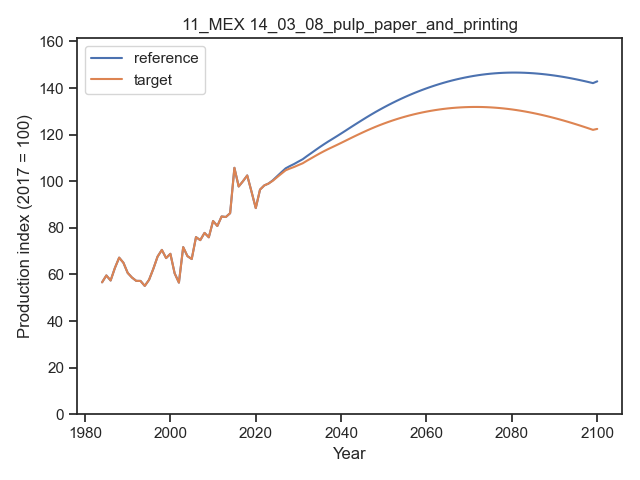 11_MEX 14_03_08_pulp_paper_and_printing
reference
target
Production index (2017 = 100)
160
140
120
100
80
60
40
20
0
1980 2000 2020 2040 2060 2080 2100
Year